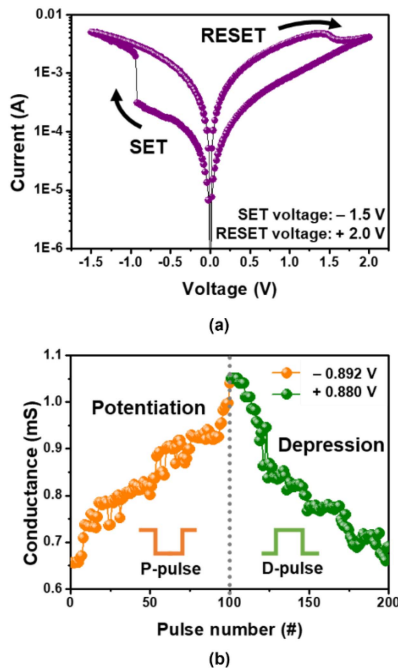 (a)
RESET
SET
SET voltage: – 1.5 V
RESET voltage: + 2.0 V
Current (A)
0.01
1E-3
1E-4
1E-5
1E-6
-1.5 -1.0 -0.5 0.0 0.5 1.0 1.5 2.0
Voltage (V)
(a)
– 0.892 V
+ 0.880 V
Potentiation
Depression
P-pulse
D-pulse
Conductance (mS)
1.1
1.0
0.9
0.8
0.7
0.6
0 50 100 150 200
Pulse number (#)
(b)